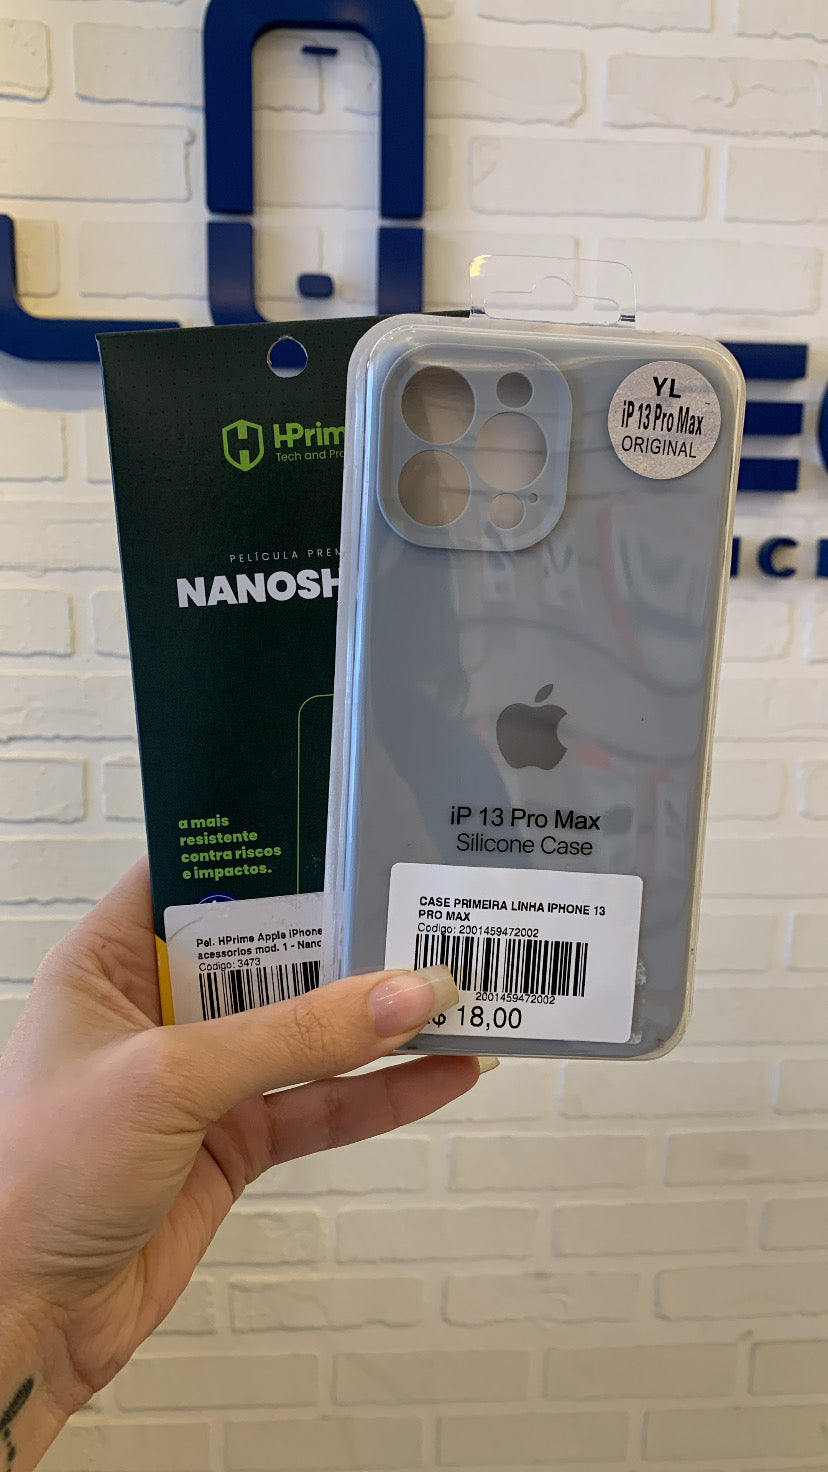 HPrim
Tech and Pro
PELÍCULA PREM
NANOSH
a mais
resistente
contra riscos
e impactos.
Pel. HPrime Apple iPhone
acessorios mod. 1 - Nano
Codigo: 3473
YL
iP 13 Pro Max
ORIGINAL
iP 13 Pro Max
Silicone Case
CASE PRIMEIRA LINHA IPHONE 13
PRO MAX
Codigo: 2001459472002
2001459472002
18,00